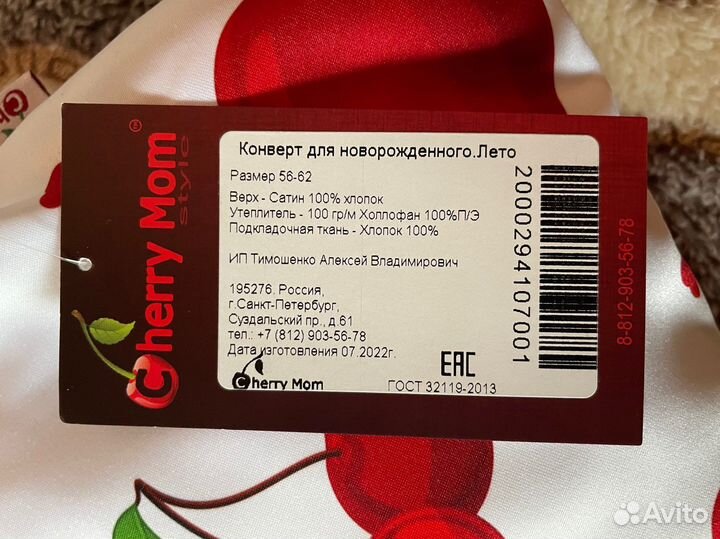 Cherry Mom
style
TM
Конверт для новорожденного.Лето
Размер 56-62
Верх - Сатин 100% хлопок
Утеплитель - 100 гр/м Холлофан 100%П/Э
Подкладочная ткань - Хлопок 100%
ИП Тимошенко Алексей Владимирович
195276. Россия,
г.Санкт-Петербург,
Суздальский пр., д.61
тел.: +7 (812) 903-56-78
Дата изготовления 07.2022г.
Cherry Mom
EAC
ГОСТ 32119-2013
2000294107001
8-812-903-56-78
Avito